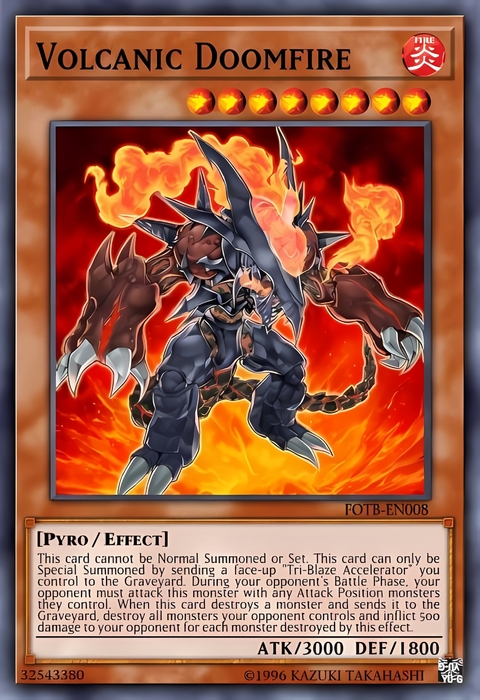 VOLCANIC DOOMFIRE
FIRE
炎
FOTB-EN008
[PYRO / EFFECT]
This card cannot be Normal Summoned or Set. This card can only be
Special Summoned by sending a face-up "Tri-Blaze Accelerator" you
control to the Graveyard. During your opponent's Battle Phase, your
opponent must attack this monster with any Attack Position monsters
they control. When this card destroys a monster and sends it to the
Graveyard, destroy all monsters your opponent controls and inflict 500
damage to your opponent for each monster destroyed by this effect.
ATK/3000 DEF/1800
32543380
©1996 KAZUKI TAKAHASHI